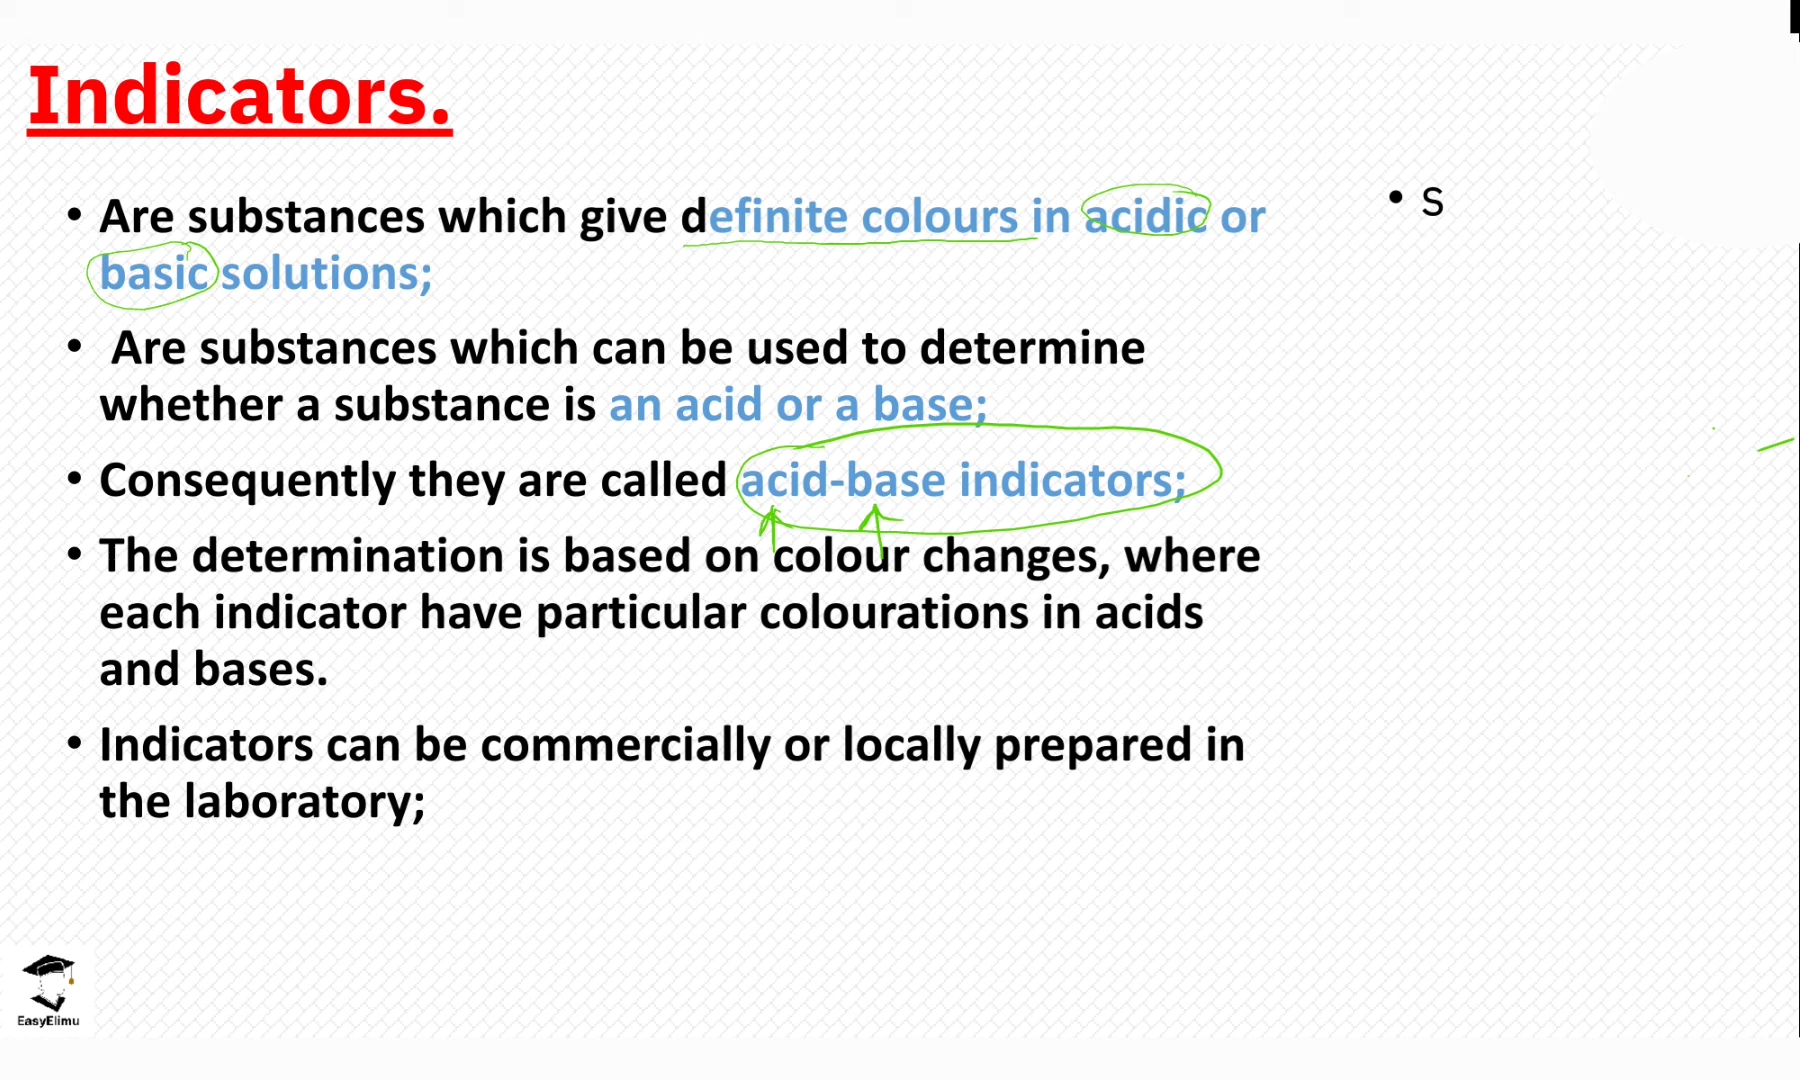 Indicators.
• Are substances which give definite colours in acidic or
basic solutions;
• Are substances which can be used to determine
whether a substance is an acid or a base;
• Consequently they are called acid-base indicators;
• The determination is based on colour changes, where
each indicator have particular colourations in acids
and bases.
• Indicators can be commercially or locally prepared in
the laboratory;
• s
EasyElimu